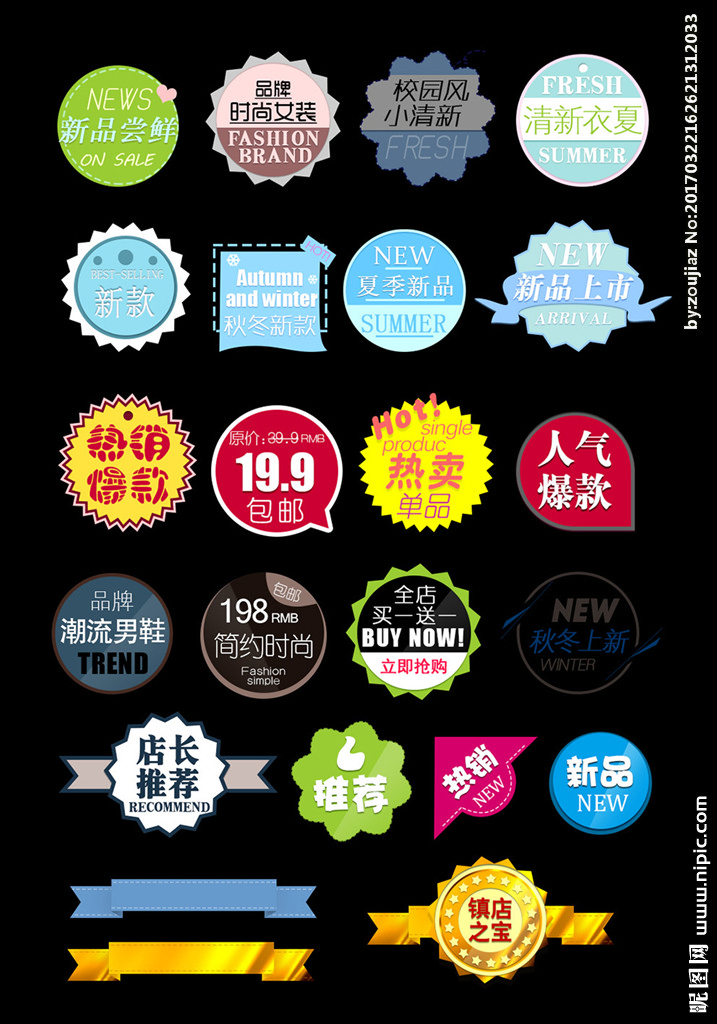 NEWS
新品尝鲜
ON SALE
品牌
时尚女装
FASHION
BRAND
校园风
小清新
FRESH
FRESH
清新衣夏
SUMMER
BEST-SELLING
新款
HOT!
Autumn
and winter
秋冬新款
NEW
夏季新品
SUMMER
NEW
新品上市
ARRIVAL
热销
爆款
原价:39.9RMB
19.9
包邮
Hot!
single
produc
热卖
单品
人气
爆款
品牌
潮流男鞋
TREND
包邮
198RMB
简约时尚
Fashion
simple
全店
买一送一
BUY NOW!
立即抢购
NEW
秋冬上新
WINTER
店长
推荐
RECOMMEND
推荐
热销
NEW
新品
NEW
镇店
之宝
by:zoujiaz No:20170322162621312033
昵图网 www.nipic.com